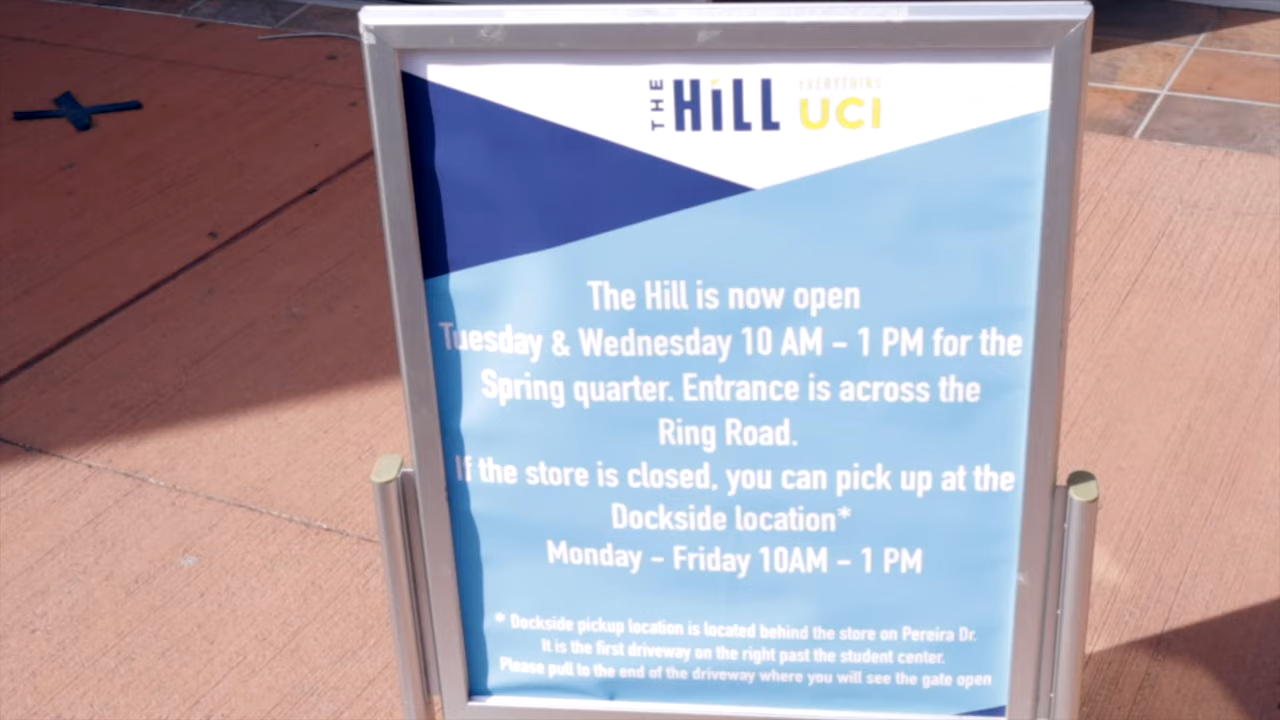 THE HiLL EVERYTHING UCI
The Hill is now open
Tuesday & Wednesday 10 AM – 1 PM for the
Spring quarter. Entrance is across the
Ring Road.
If the store is closed, you can pick up at the
Dockside location*
Monday – Friday 10AM – 1 PM
* Dockside pickup location is located behind the store on Pereira Dr.
It is the first driveway on the right past the student center.
Please pull to the end of the driveway where you will see the gate open